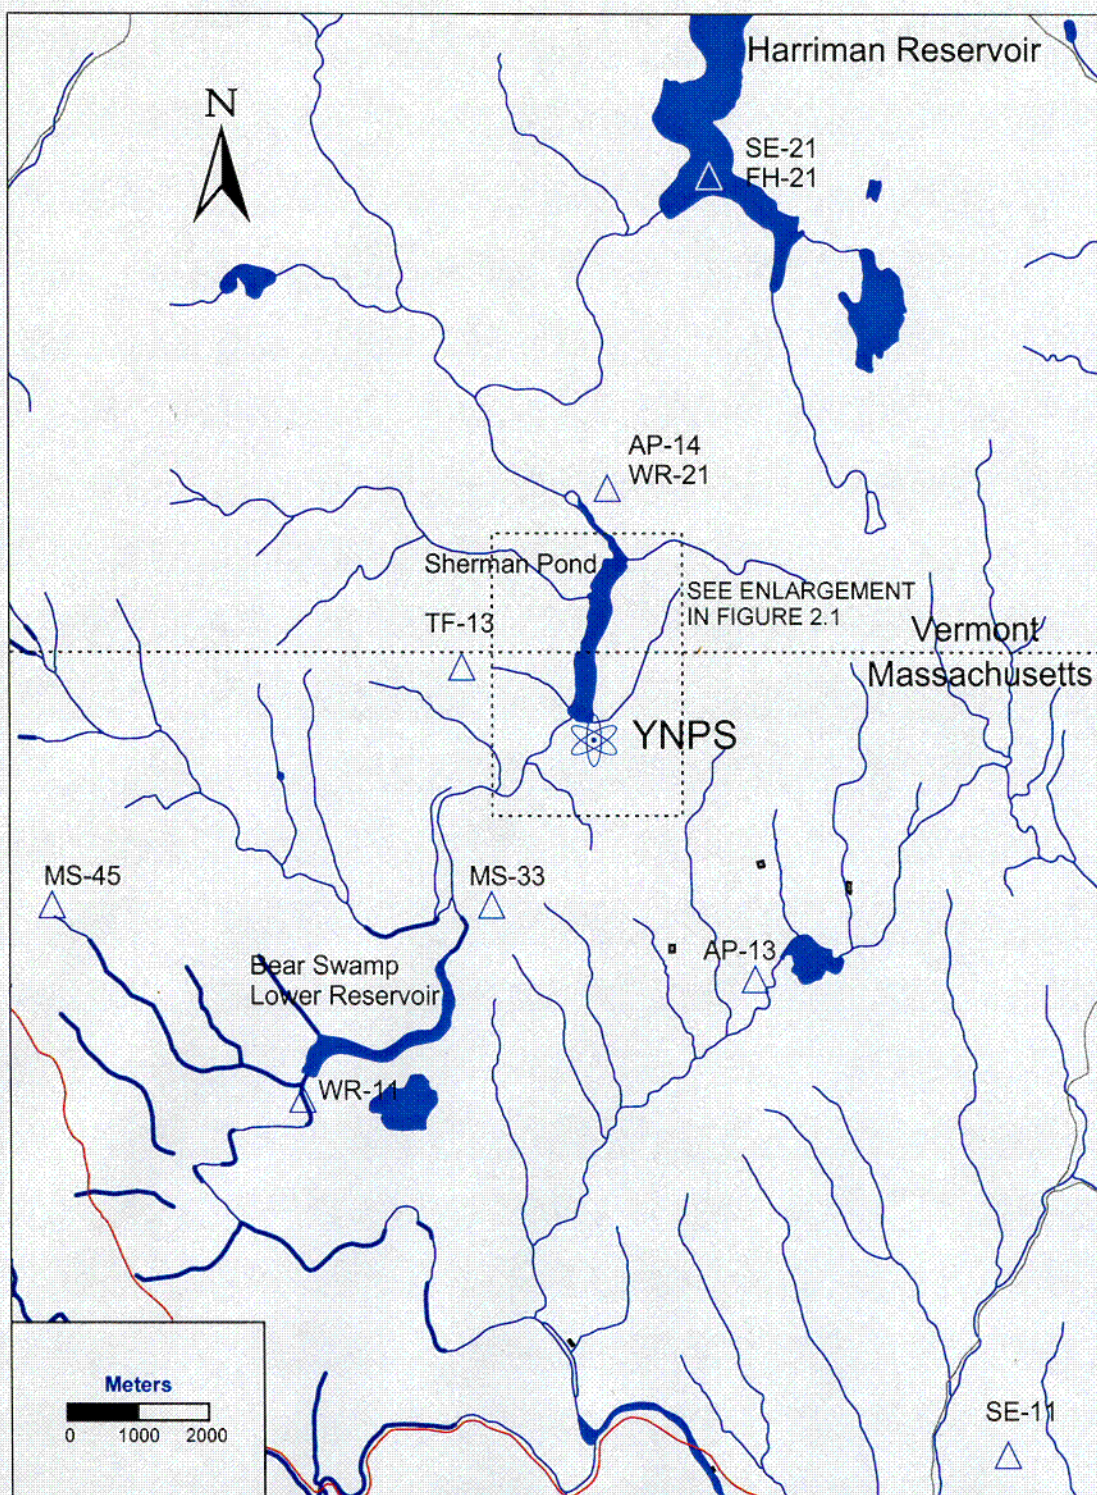 Harriman Reservoir
N
SE-21
FH-21
AP-14
WR-21
Sherman Pond
SEE ENLARGEMENT
IN FIGURE 2.1
TF-13
Vermont
Massachusetts
YNPS
MS-45
MS-33
AP-13
Bear Swamp
Lower Reservoir
WR-11
Meters
0 1000 2000
SE-11